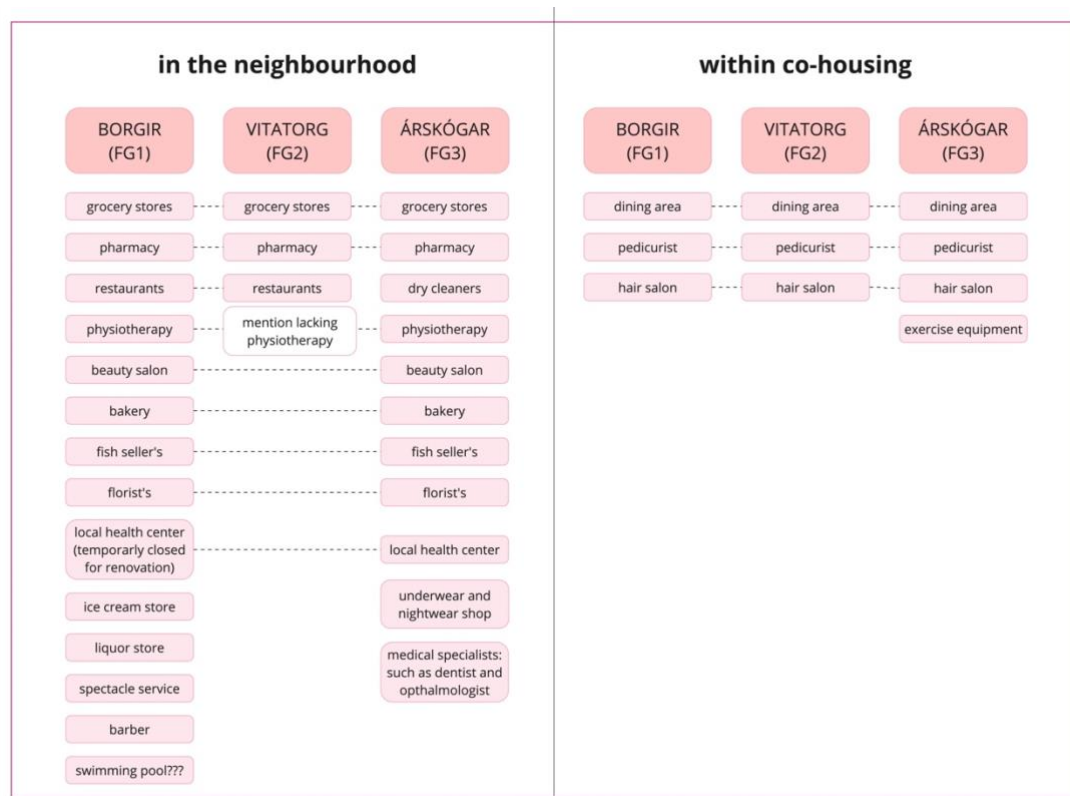 in the neighbourhood
BORGIR
(FG1)
VITATORG
(FG2)
ÁRSKÓGAR
(FG3)
grocery stores
grocery stores
grocery stores
pharmacy
pharmacy
pharmacy
restaurants
restaurants
dry cleaners
physiotherapy
mention lacking
physiotherapy
physiotherapy
beauty salon
beauty salon
bakery
bakery
fish seller's
fish seller's
florist's
florist's
local health center
(temporarly closed
for renovation)
local health center
ice cream store
underwear and
nightwear shop
liquor store
medical specialists:
such as dentist and
opthalmologist
spectacle service
barber
swimming pool???
within co-housing
BORGIR
(FG1)
VITATORG
(FG2)
ÁRSKÓGAR
(FG3)
dining area
dining area
dining area
pedicurist
pedicurist
pedicurist
hair salon
hair salon
hair salon
exercise equipment